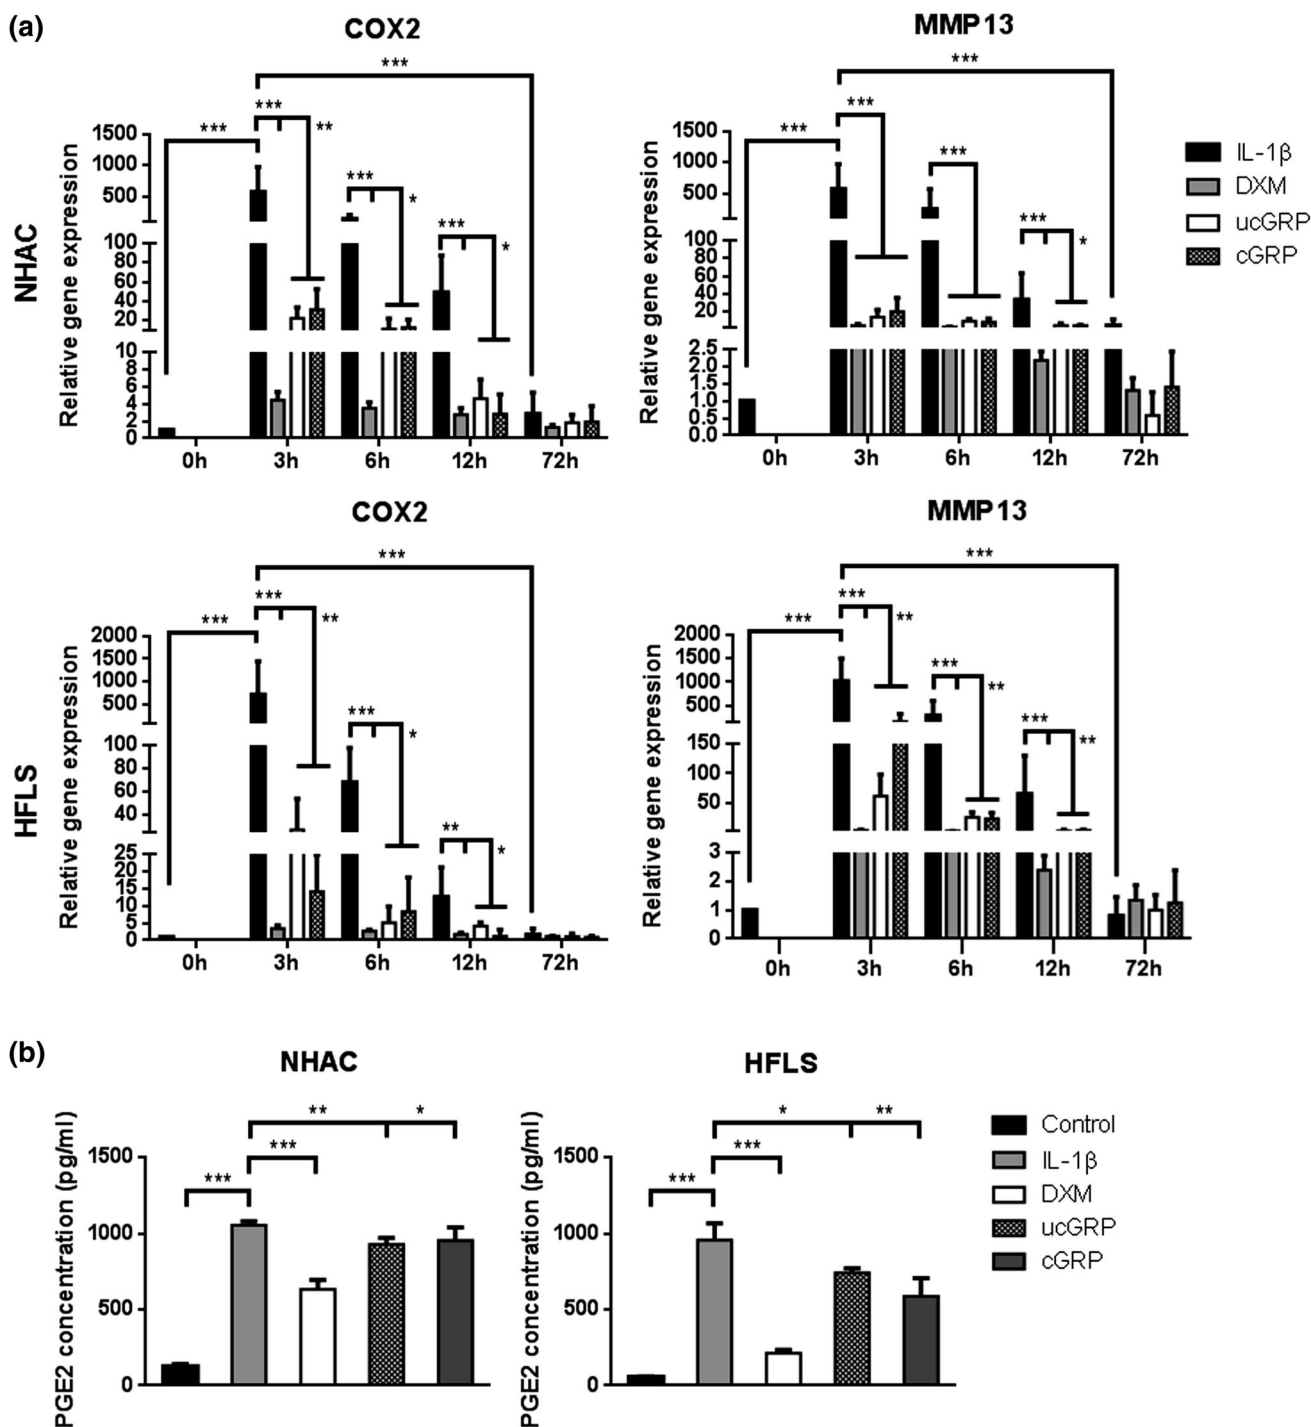 (a)
COX2
MMP13
NHAC
Relative gene expression
1500
1000
500
100
80
60
40
20
10
8
6
4
2
0
*** *** *** ** *** * *** *
0h 3h 6h 12h 72h
Relative gene expression
1500
1000
500
100
80
60
40
20
2.5
2.0
1.5
1.0
0.5
0.0
*** *** *** *** *** *
0h 3h 6h 12h 72h
IL-1β
DXM
ucGRP
cGRP
COX2
MMP13
HFLS
Relative gene expression
2000
1500
1000
500
100
80
60
40
25
20
15
10
5
0
*** *** *** ** *** * ** *
0h 3h 6h 12h 72h
Relative gene expression
2000
1500
1000
500
150
100
50
3
2
1
0
*** *** *** ** *** ** *** **
0h 3h 6h 12h 72h
(b)
NHAC
HFLS
PGE2 concentration (pg/ml)
1500
1000
500
0
** *
***
***
PGE2 concentration (pg/ml)
1500
1000
500
0
* **
***
***
Control
IL-1β
DXM
ucGRP
cGRP